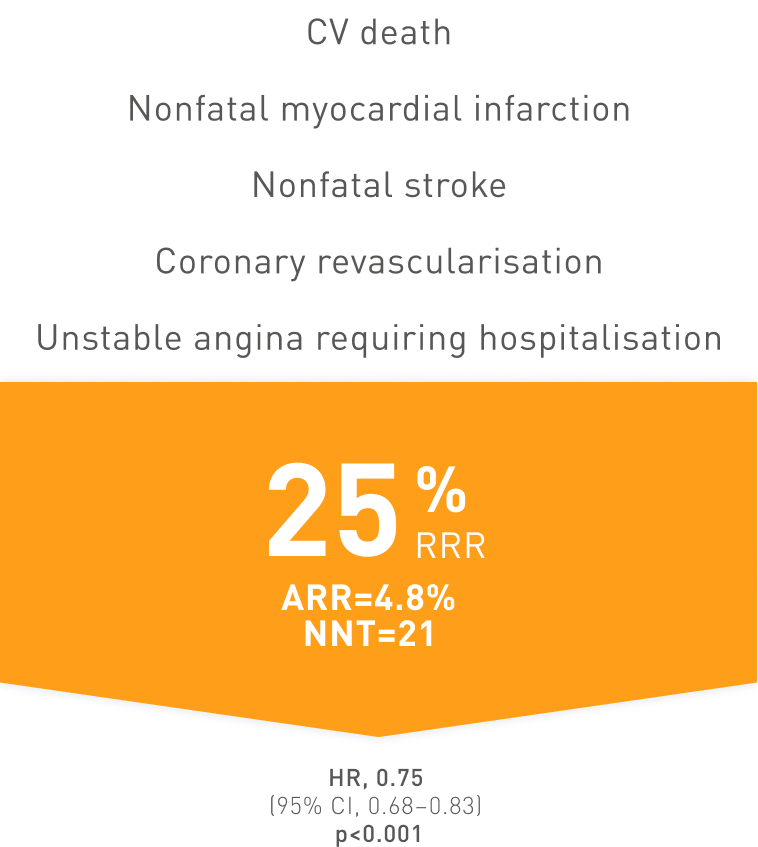 CV death
Nonfatal myocardial infarction
Nonfatal stroke
Coronary revascularisation
Unstable angina requiring hospitalisation
25%
RRR
ARR=4.8%
NNT=21
HR, 0.75
(95% CI, 0.68–0.83)
p<0.001